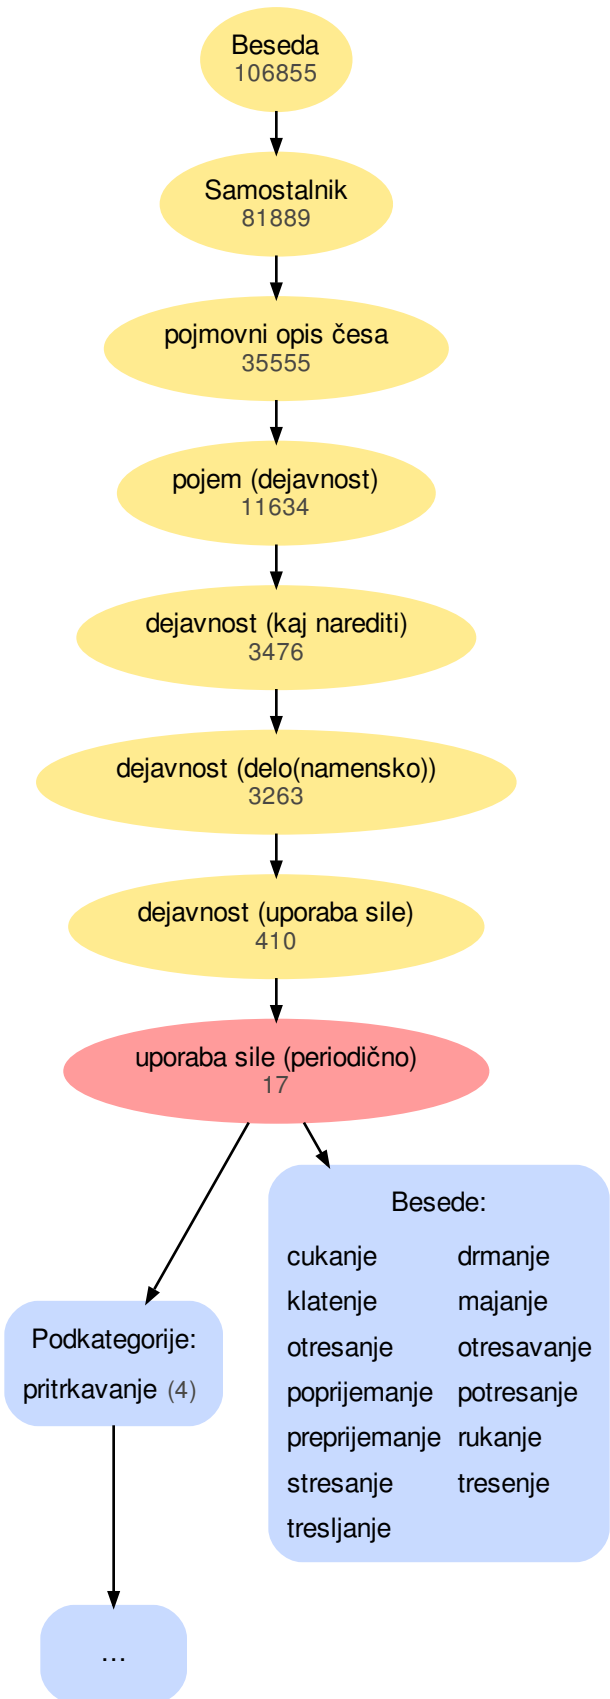 Beseda
106855
Samostalnik
81889
pojmovni opis česa
35555
pojem (dejavnost)
11634
dejavnost (kaj narediti)
3476
dejavnost (delo(namensko))
3263
dejavnost (uporaba sile)
410
uporaba sile (periodično)
17
Besede:
cukanje drmanje
klatenje majanje
otresanje otresavanje
poprijemanje potresanje
preprijemanje rukanje
stresanje tresenje
tresljanje
Podkategorije:
pritrkavanje (4)
...